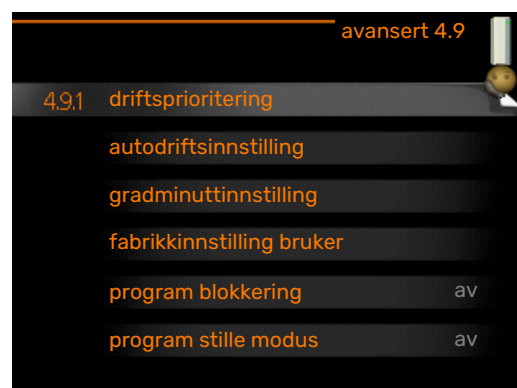 avansert 4.9
4.9.1 driftsprioritering
autodriftsinnstilling
gradminuttinnstilling
fabrikkinnstilling bruker
program blokkering av
program stille modus av